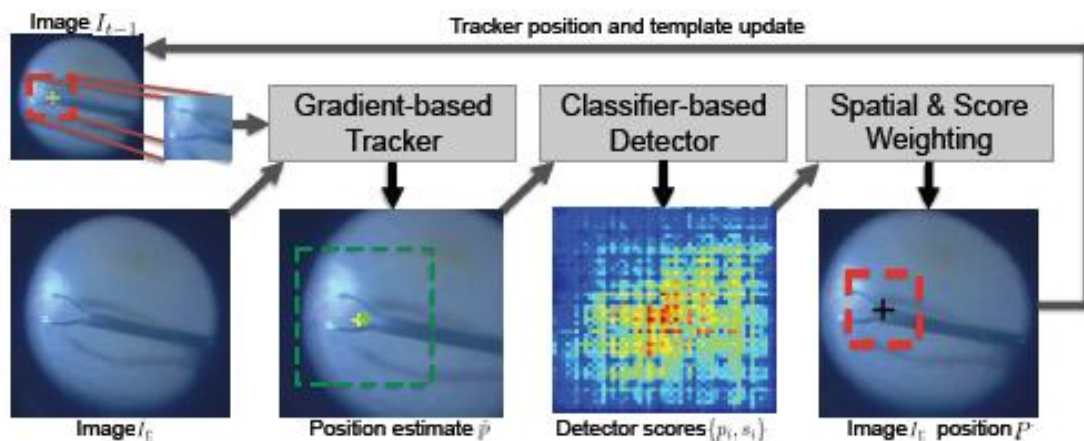 Image I_{t-1}
Tracker position and template update
Gradient-based
Tracker
Classifier-based
Detector
Spatial & Score
Weighting
Image I_t
Position estimate p̂
Detector scores {p_i, s_i}
Image I_t position P